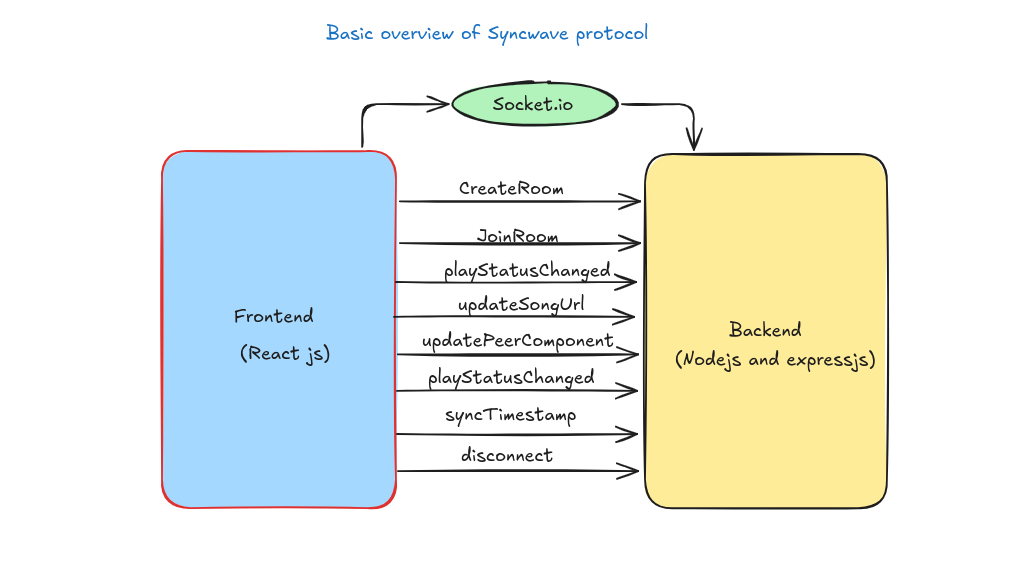 Basic overview of Syncwave protocol
Socket.io
CreateRoom
JoinRoom
playStatusChanged
updateSongUrl
updatePeerComponent
playStatusChanged
syncTimestamp
disconnect
Frontend
(React js)
Backend
(Nodejs and expressjs)